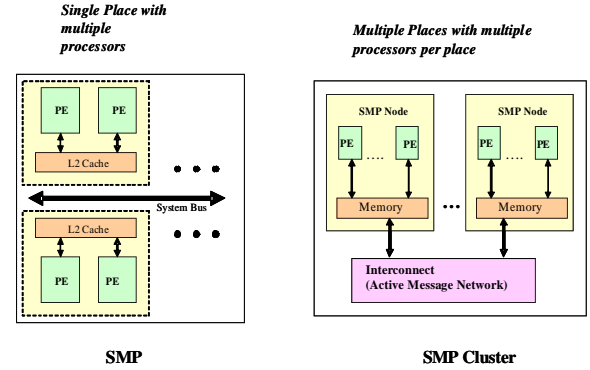 Single Place with
multiple
processors
Multiple Places with multiple
processors per place
PE
PE
L2 Cache
• • •
System Bus
L2 Cache
• • •
PE
PE
SMP
SMP Node
PE
....
PE
Memory
•••
SMP Node
PE
....
PE
Memory
Interconnect
(Active Message Network)
SMP Cluster